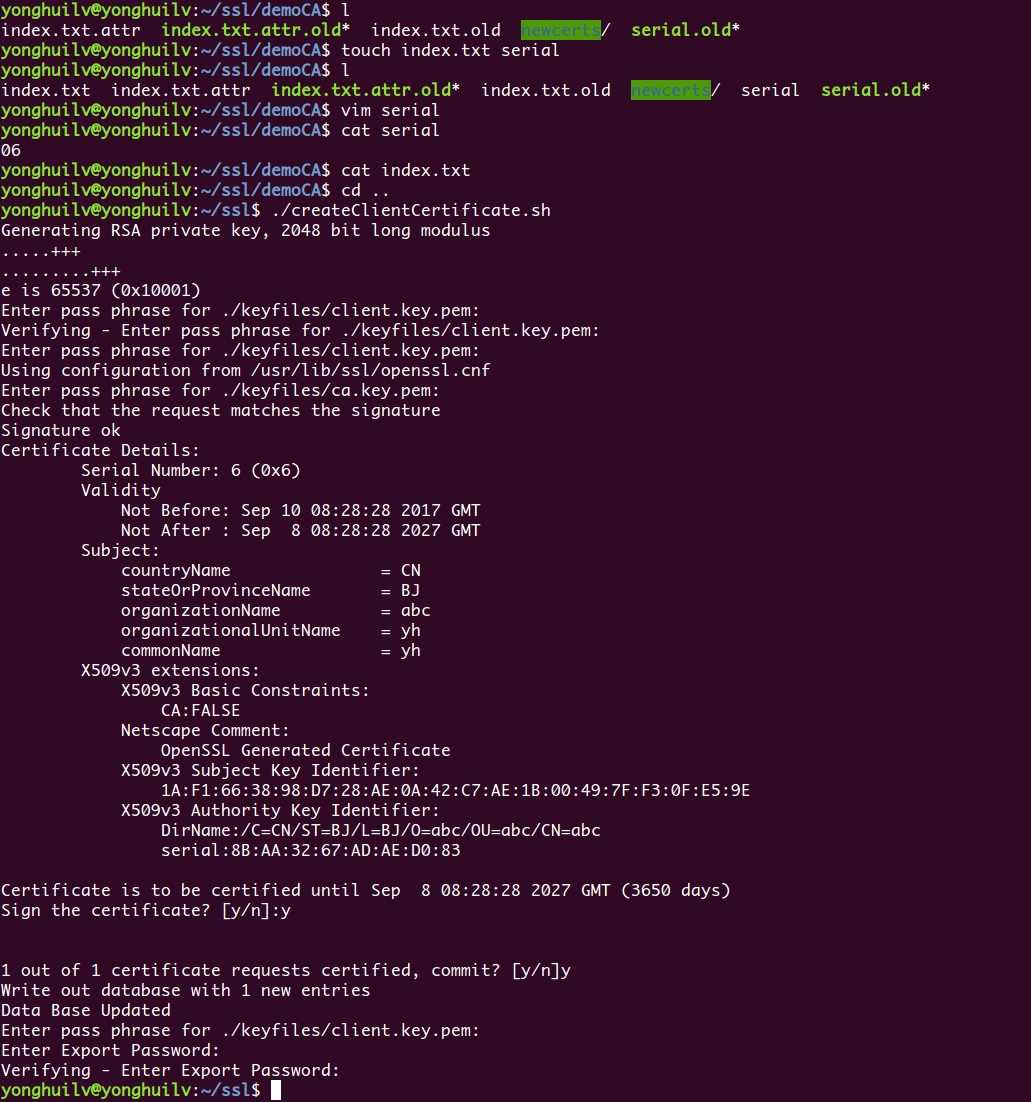 yonghuilv@yonghuilv:~/ssl/demoCA$ l
index.txt.attr  index.txt.attr.old*  index.txt.old  newcerts/  serial.old*
yonghuilv@yonghuilv:~/ssl/demoCA$ touch index.txt serial
yonghuilv@yonghuilv:~/ssl/demoCA$ l
index.txt  index.txt.attr  index.txt.attr.old*  index.txt.old  newcerts/  serial  serial.old*
yonghuilv@yonghuilv:~/ssl/demoCA$ vim serial
yonghuilv@yonghuilv:~/ssl/demoCA$ cat serial
06
yonghuilv@yonghuilv:~/ssl/demoCA$ cat index.txt
yonghuilv@yonghuilv:~/ssl/demoCA$ cd ..
yonghuilv@yonghuilv:~/ssl$ ./createClientCertificate.sh
Generating RSA private key, 2048 bit long modulus
.....+++
.........+++
e is 65537 (0x10001)
Enter pass phrase for ./keyfiles/client.key.pem:
Verifying - Enter pass phrase for ./keyfiles/client.key.pem:
Enter pass phrase for ./keyfiles/client.key.pem:
Using configuration from /usr/lib/ssl/openssl.cnf
Enter pass phrase for ./keyfiles/ca.key.pem:
Check that the request matches the signature
Signature ok
Certificate Details:
        Serial Number: 6 (0x6)
        Validity
            Not Before: Sep 10 08:28:28 2017 GMT
            Not After : Sep  8 08:28:28 2027 GMT
        Subject:
            countryName               = CN
            stateOrProvinceName       = BJ
            organizationName          = abc
            organizationalUnitName    = yh
            commonName                = yh
        X509v3 extensions:
            X509v3 Basic Constraints:
                CA:FALSE
            Netscape Comment:
                OpenSSL Generated Certificate
            X509v3 Subject Key Identifier:
                1A:F1:66:38:98:D7:28:AE:0A:42:C7:AE:1B:00:49:7F:F3:0F:E5:9E
            X509v3 Authority Key Identifier:
                DirName:/C=CN/ST=BJ/L=BJ/O=abc/OU=abc/CN=abc
                serial:8B:AA:32:67:AD:AE:D0:83
Certificate is to be certified until Sep  8 08:28:28 2027 GMT (3650 days)
Sign the certificate? [y/n]:y
1 out of 1 certificate requests certified, commit? [y/n]y
Write out database with 1 new entries
Data Base Updated
Enter pass phrase for ./keyfiles/client.key.pem:
Enter Export Password:
Verifying - Enter Export Password:
yonghuilv@yonghuilv:~/ssl$